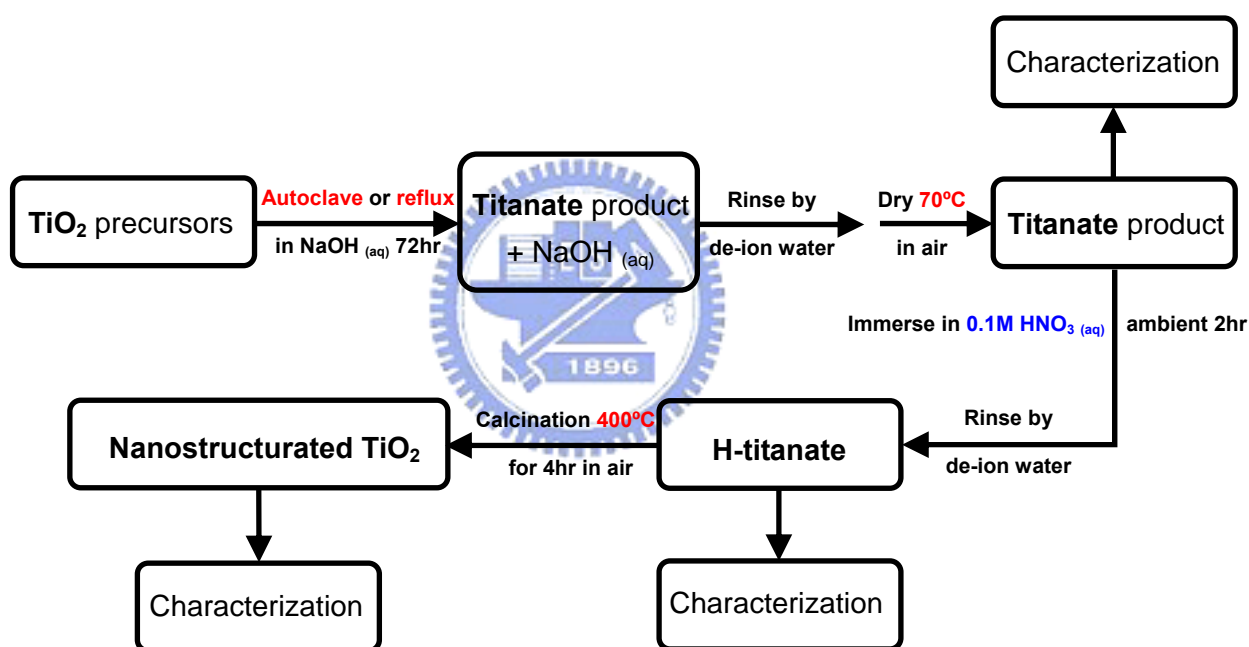 Characterization
Autoclave or reflux
TiO₂ precursors
in NaOH (aq) 72hr
Titanate product
+ NaOH (aq)
Rinse by
de-ion water
Dry 70ºC
in air
Titanate product
Immerse in 0.1M HNO₃ (aq)
ambient 2hr
1896
Nanostructurated TiO₂
Calcination 400ºC
for 4hr in air
H-titanate
Rinse by
de-ion water
Characterization
Characterization